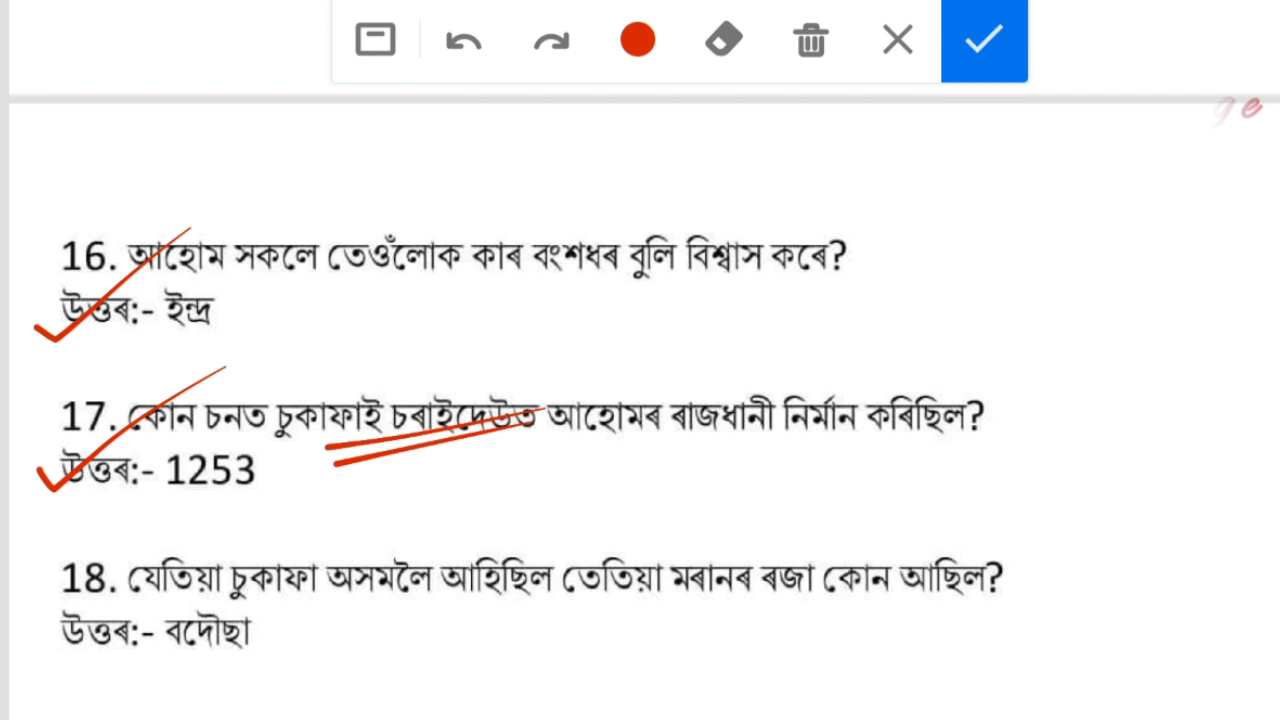 ge
16. আহোম সকলে তেওঁলোক কাৰ বংশধৰ বুলি বিশ্বাস কৰে?
উত্তৰ:- ইন্দ্ৰ
17. কোন চনত চুকাফাই চৰাইদেউত আহোমৰ ৰাজধানী নিৰ্মান কৰিছিল?
উত্তৰ:- 1253
18. যেতিয়া চুকাফা অসমলৈ আহিছিল তেতিয়া মৰানৰ ৰজা কোন আছিল?
উত্তৰ:- বদৌছা